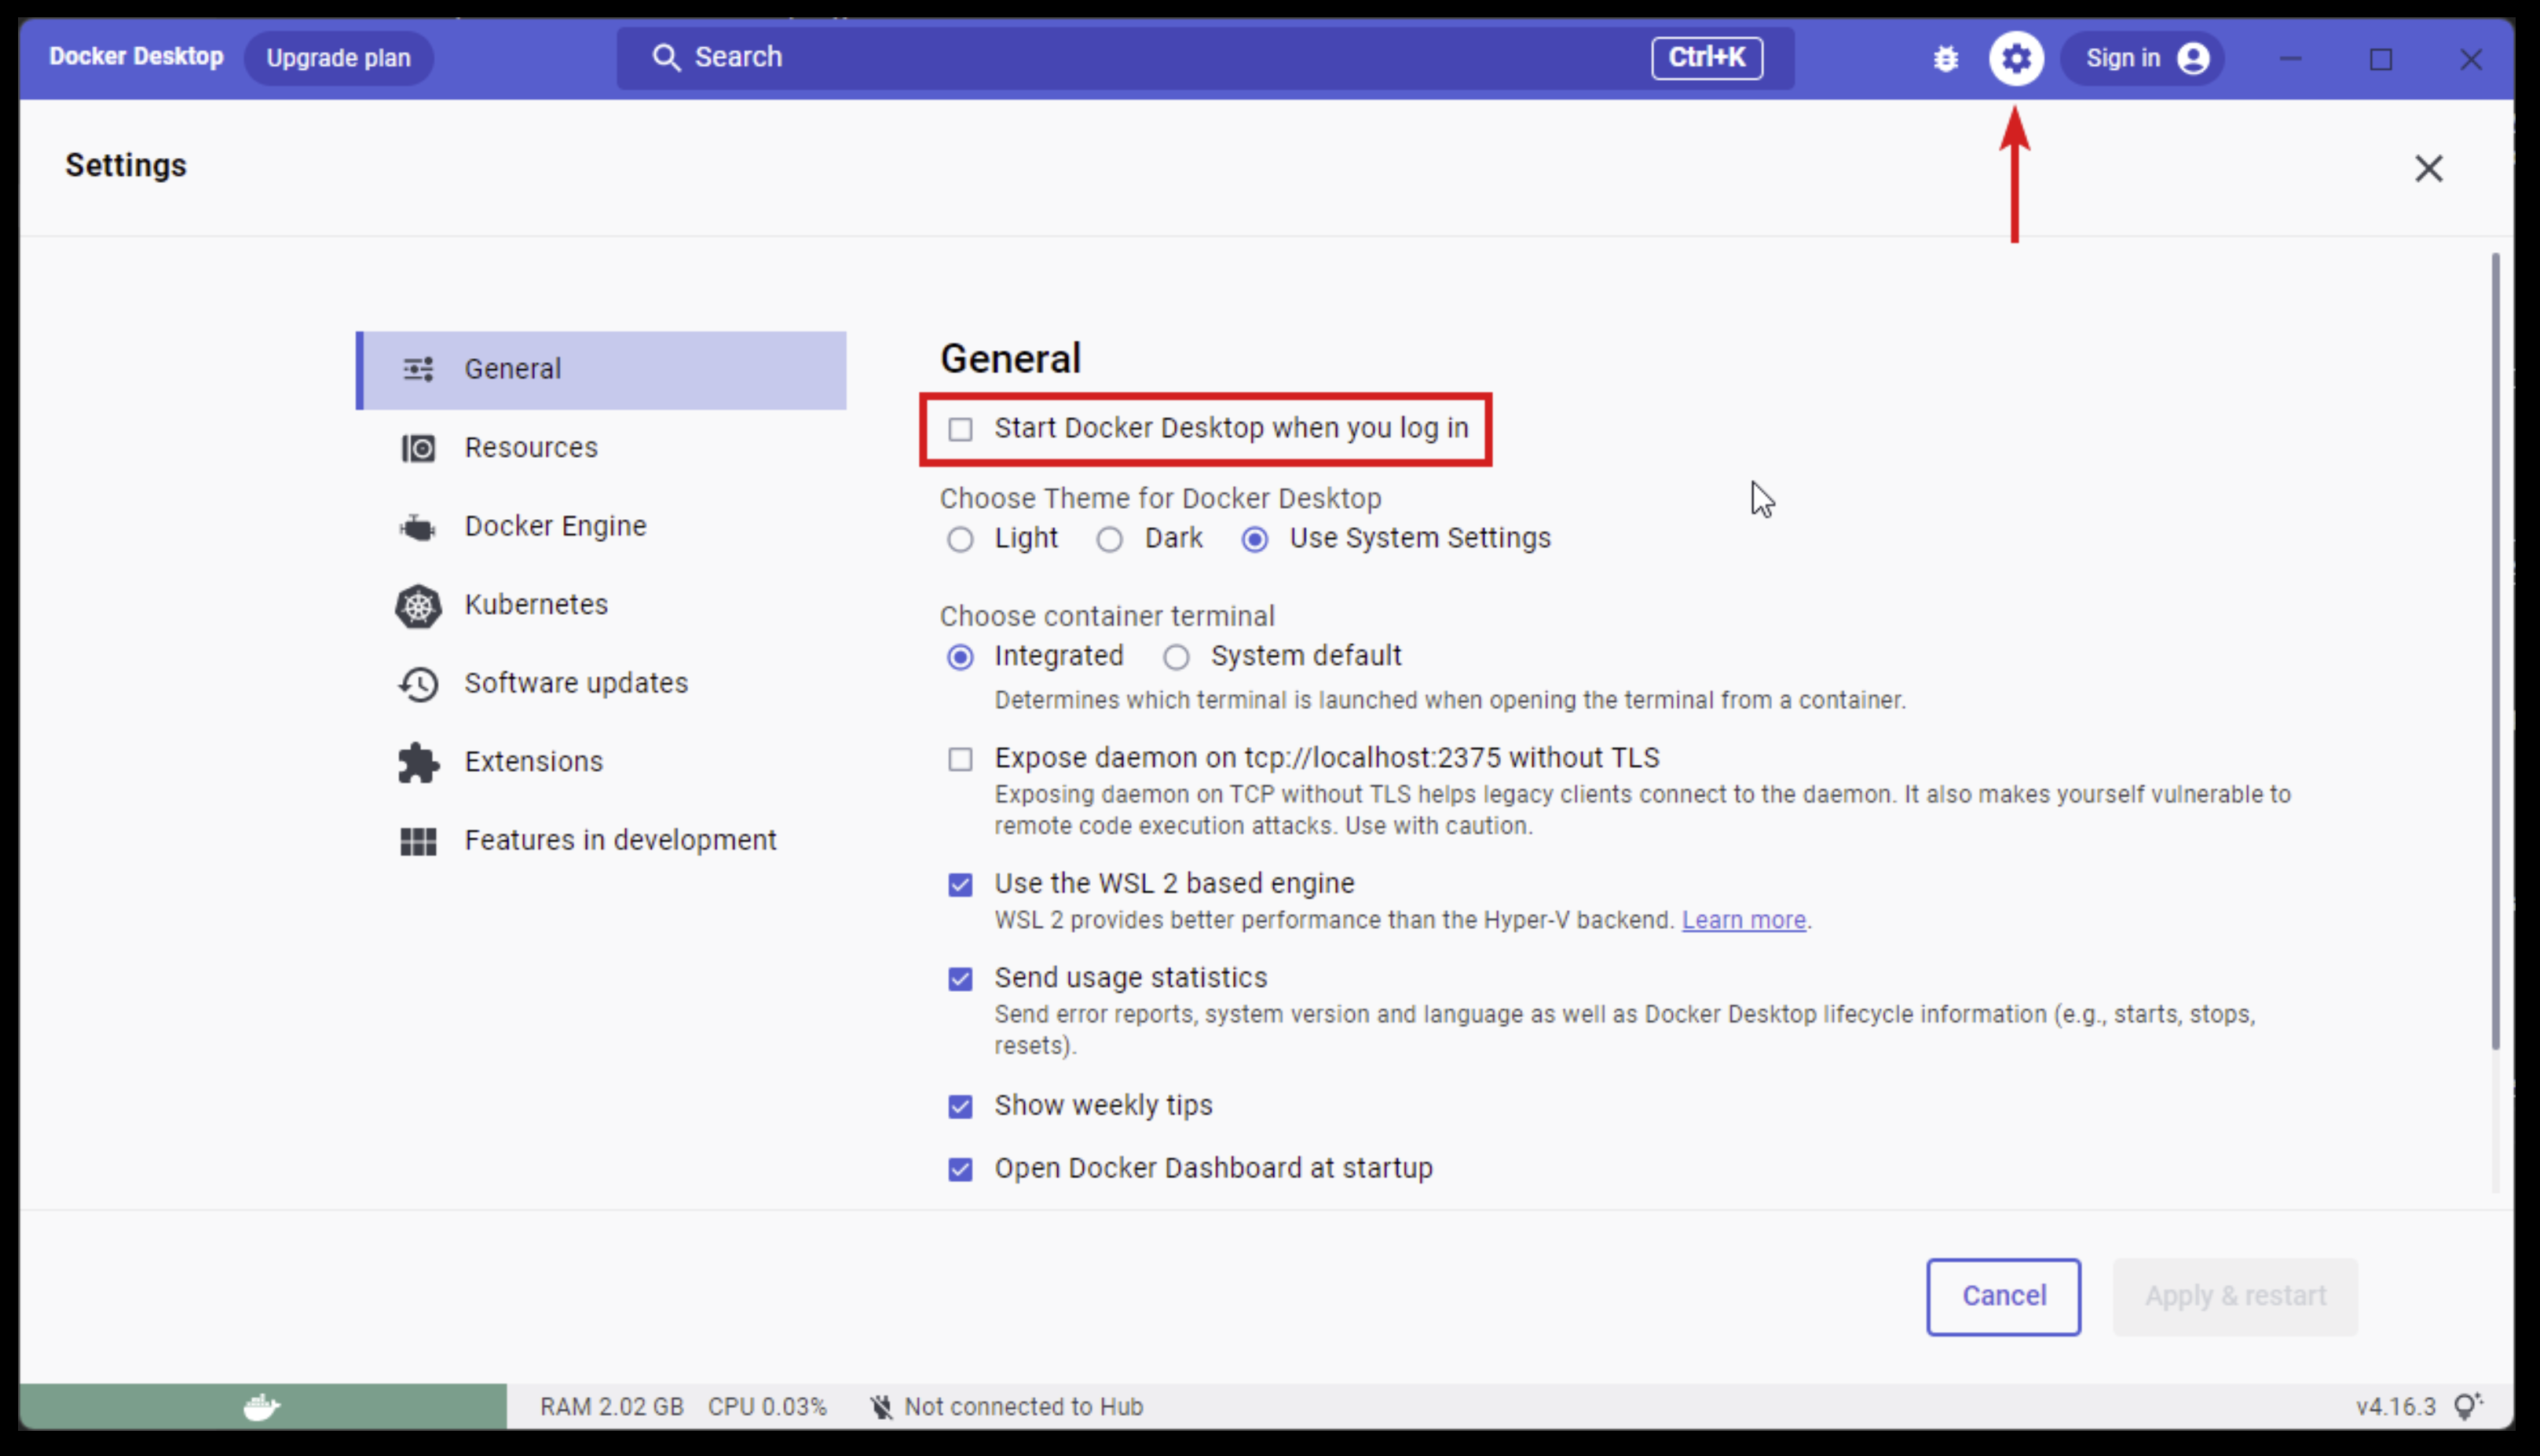 Docker Desktop Upgrade plan Search Ctrl+K Sign in
Settings
General
Resources
Docker Engine
Kubernetes
Software updates
Extensions
Features in development
General
Start Docker Desktop when you log in
Choose Theme for Docker Desktop
Light Dark Use System Settings
Choose container terminal
Integrated System default
Determines which terminal is launched when opening the terminal from a container.
Expose daemon on tcp://localhost:2375 without TLS
Exposing daemon on TCP without TLS helps legacy clients connect to the daemon. It also makes yourself vulnerable to
remote code execution attacks. Use with caution.
Use the WSL 2 based engine
WSL 2 provides better performance than the Hyper-V backend. Learn more.
Send usage statistics
Send error reports, system version and language as well as Docker Desktop lifecycle information (e.g., starts, stops,
resets).
Show weekly tips
Open Docker Dashboard at startup
Cancel Apply & restart
RAM 2.02 GB CPU 0.03% Not connected to Hub v4.16.3